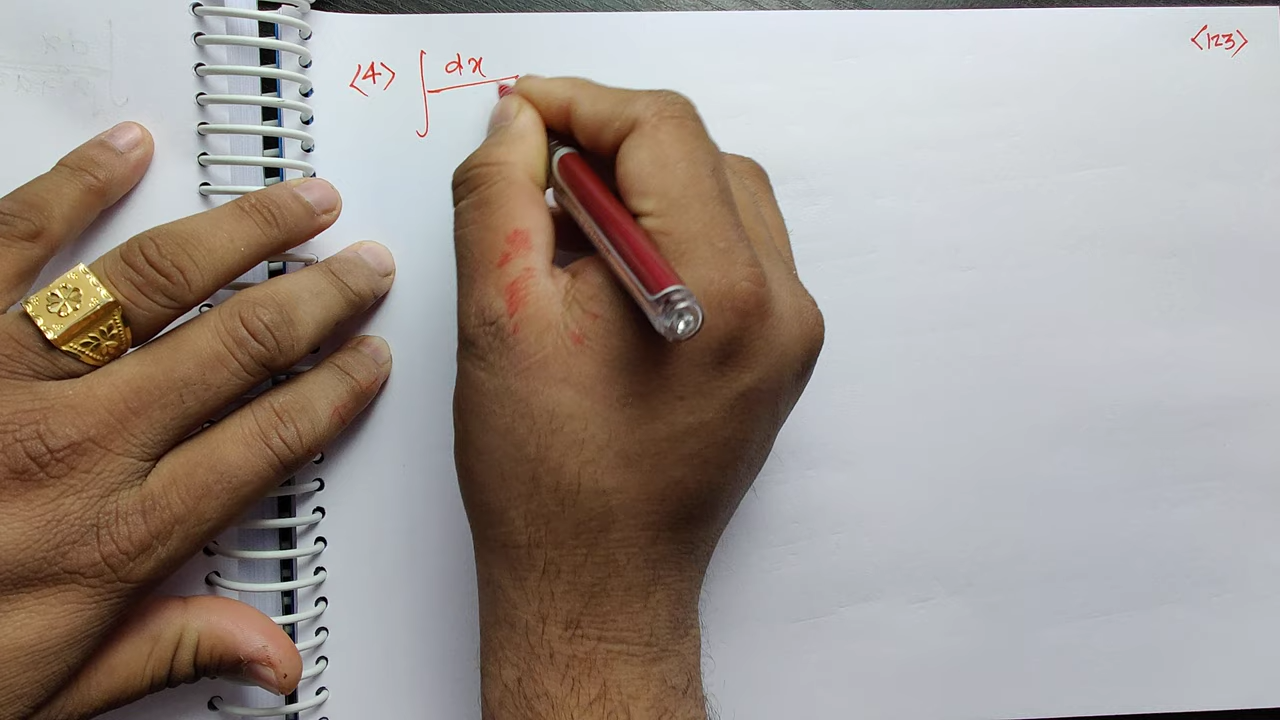 <123>
<4> ∫ dx